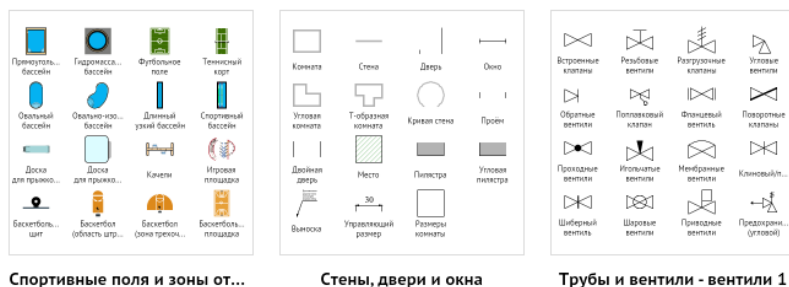 Прямоуголь...
бассейн
Гидромасса...
бассейн
Футбольное
поле
Теннисный
корт
Овальный
бассейн
Овально-изо...
бассейн
Длинный
узкий бассейн
Спортивный
бассейн
Доска
для прыжко...
Доска
для прыжко...
Качели
Игровая
площадка
Баскетболь...
щит
Баскетбол
(область штр...
Баскетбол
(зона трехоч...
Баскетболь...
площадка
Спортивные поля и зоны от...
Комната
Стена
Дверь
Окно
Угловая
комната
Т-образная
комната
Кривая стена
Проём
Двойная
дверь
Место
Пилястра
Угловая
пилястра
Выноска
30
Управляющий
размер
Размеры
комнаты
Стены, двери и окна
Встроенные
клапаны
Резьбовые
вентили
Разгрузочные
клапаны
Угловые
вентили
Обратные
вентили
Поплавковый
клапан
Фланцевый
вентиль
Поворотные
клапаны
Проходные
вентили
Игольчатые
вентили
Мембранные
вентили
Клиновый/п...
Шиберный
вентиль
Шаровые
вентили
Приводные
вентили
Предохрани...
(угловой)
Трубы и вентили - вентили 1